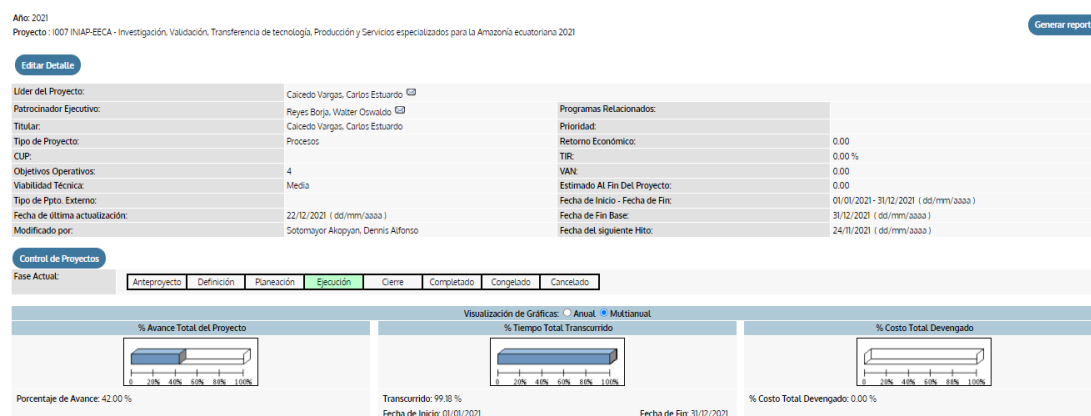 Año: 2021
Proyecto : I007 INIAP-EECA - Investigación, Validación, Transferencia de tecnología, Producción y Servicios especializados para la Amazonía ecuatoriana 2021
Generar report
Editar Detalle
Líder del Proyecto: Caicedo Vargas, Carlos Estuardo
Patrocinador Ejecutivo: Reyes Borja, Walter Oswaldo Programas Relacionados:
Titular: Caicedo Vargas, Carlos Estuardo Prioridad:
Tipo de Proyecto: Procesos Retorno Económico: 0.00
CUP: TIR: 0.00 %
Objetivos Operativos: 4 VAN: 0.00
Viabilidad Técnica: Media Estimado Al Fin Del Proyecto: 0.00
Tipo de Ppto. Externo: Fecha de Inicio - Fecha de Fin: 01/01/2021 - 31/12/2021 ( dd/mm/aaaa )
Fecha de última actualización: 22/12/2021 ( dd/mm/aaaa ) Fecha de Fin Base: 31/12/2021 ( dd/mm/aaaa )
Modificado por: Sotomayor Akopyan, Dennis Alfonso Fecha del siguiente Hito: 24/11/2021 ( dd/mm/aaaa )
Control de Proyectos
Fase Actual: Anteproyecto Definición Planeación Ejecución Cierre Completado Congelado Cancelado
Visualización de Gráficas: Anual Multianual
% Avance Total del Proyecto % Tiempo Total Transcurrido % Costo Total Devengado
20% 40% 60% 80% 100% 20% 40% 60% 80% 100% 20% 40% 60% 80% 100%
Porcentaje de Avance: 42.00 % Transcurrido: 99.18 % % Costo Total Devengado: 0.00 %
Fecha de Inicio: 01/01/2021 Fecha de Fin: 31/12/2021